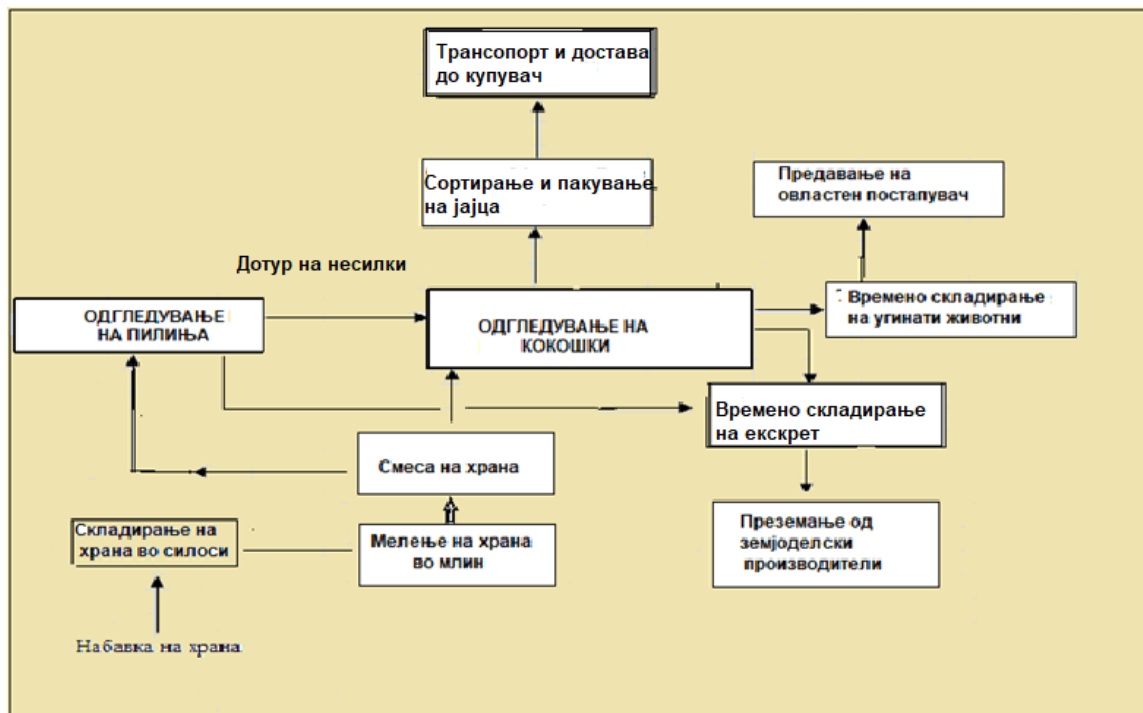 Трансопорт и достава
до купувач
Сортирање и пакување
на јајца
Предавање на
овластен постапувач
Дотур на несилки
ОДГЛЕДУВАЊЕ
НА ПИЛИЊА
ОДГЛЕДУВАЊЕ НА
КОКОШКИ
Времено складирање
на угинати животни
Времено складирање
на екскрет
Смеса на храна
Складирање на
храна во силоси
Мелење на храна
во млин
Преземање од
земјоделски
производители
Набавка на храна